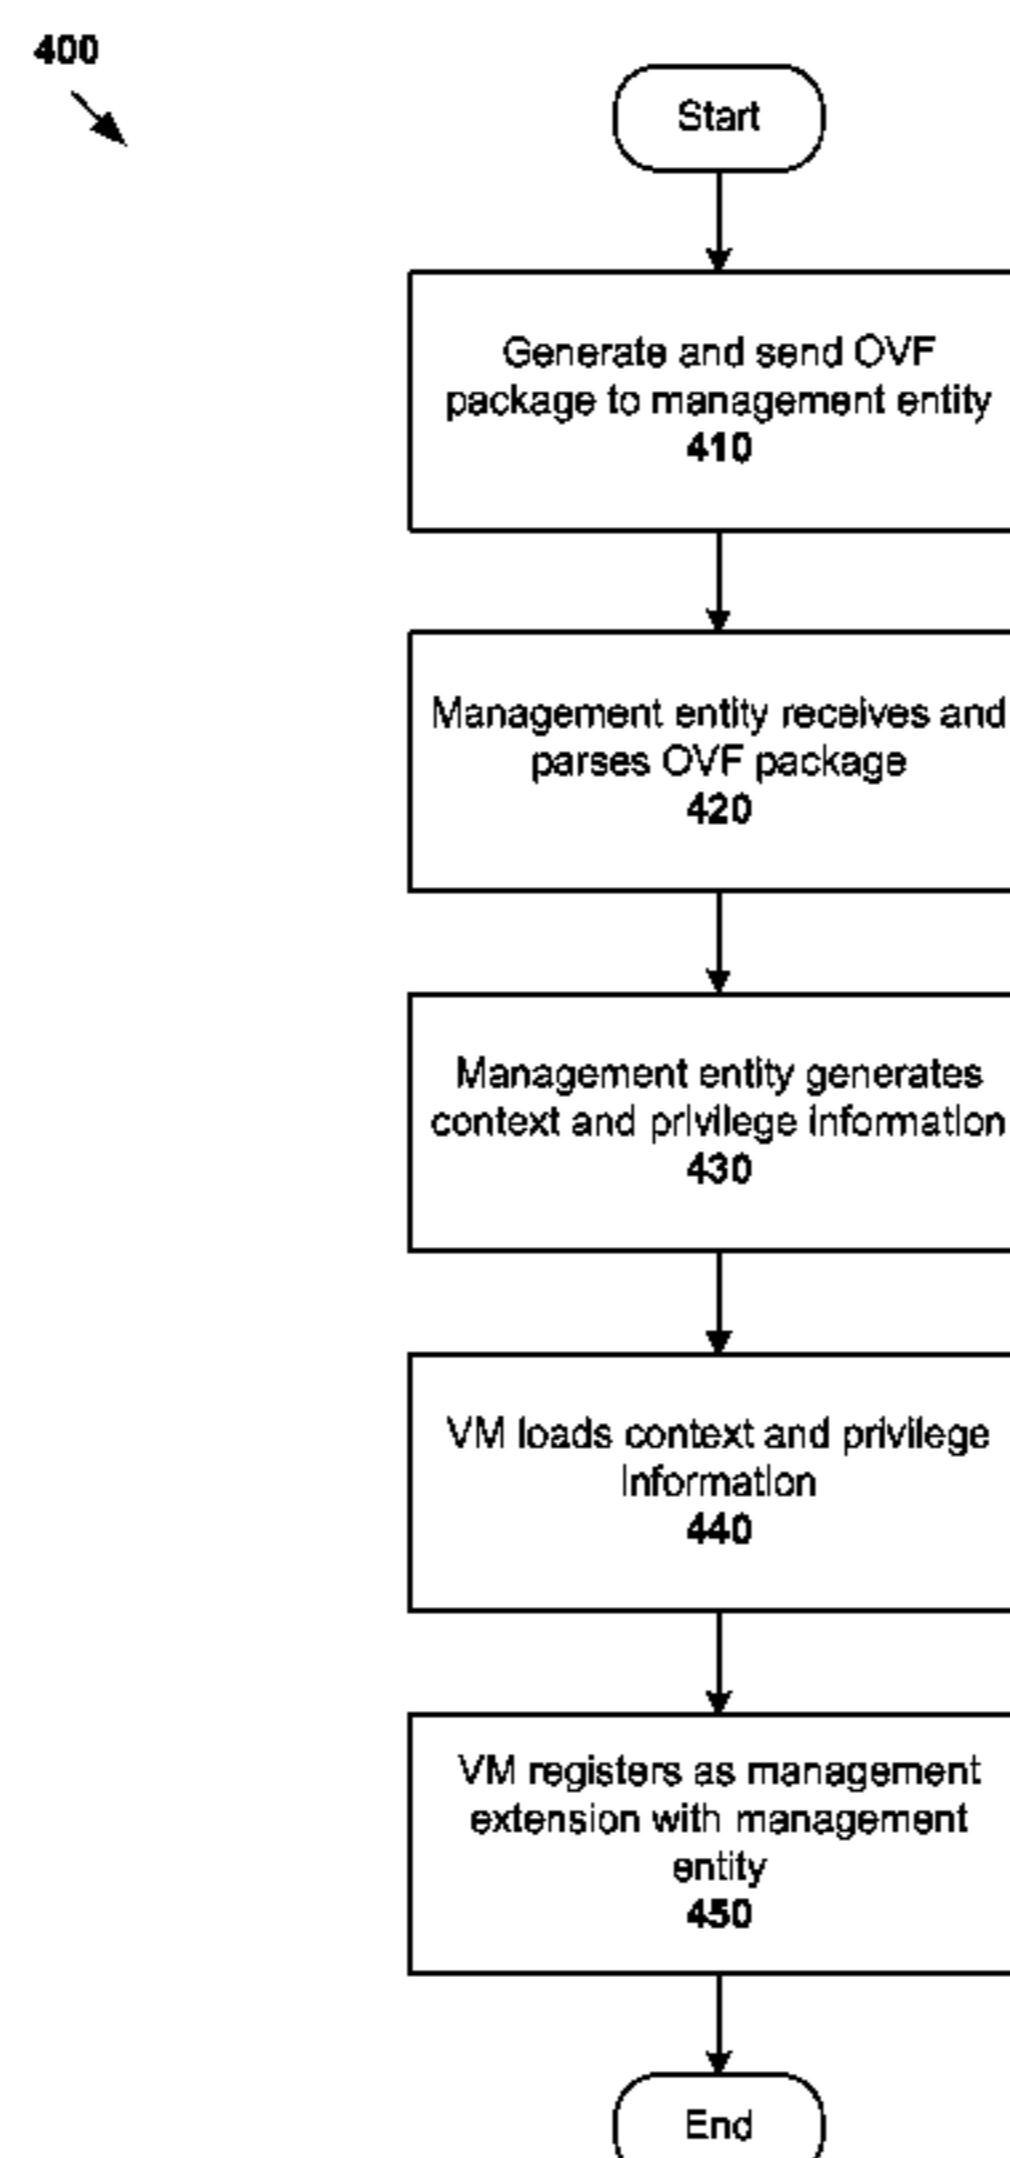 400
Start
Generate and send OVF
package to management entity
410
Management entity receives and
parses OVF package
420
Management entity generates
context and privilege information
430
VM loads context and privilege
information
440
VM registers as management
extension with management
entity
450
End